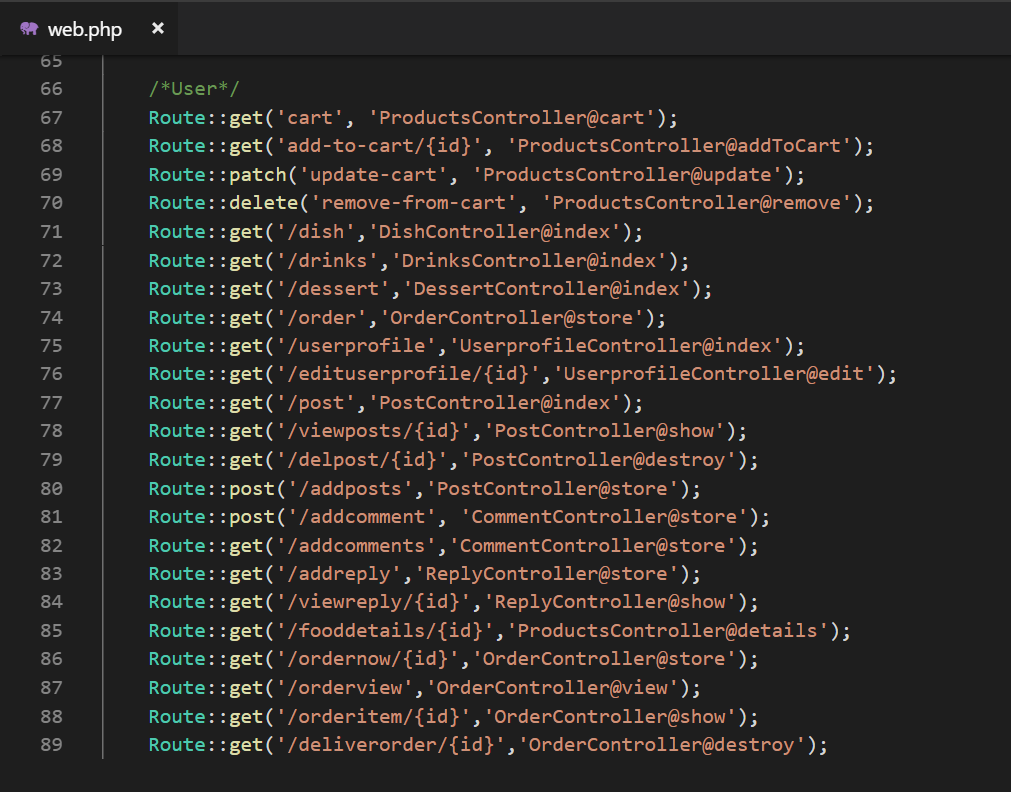 web.php ×
65
66 /*User*/
67 Route::get('cart', 'ProductsController@cart');
68 Route::get('add-to-cart/{id}', 'ProductsController@addToCart');
69 Route::patch('update-cart', 'ProductsController@update');
70 Route::delete('remove-from-cart', 'ProductsController@remove');
71 Route::get('/dish','DishController@index');
72 Route::get('/drinks','DrinksController@index');
73 Route::get('/dessert','DessertController@index');
74 Route::get('/order','OrderController@store');
75 Route::get('/userprofile','UserprofileController@index');
76 Route::get('/edituserprofile/{id}','UserprofileController@edit');
77 Route::get('/post','PostController@index');
78 Route::get('/viewposts/{id}','PostController@show');
79 Route::get('/delpost/{id}','PostController@destroy');
80 Route::post('/addposts','PostController@store');
81 Route::post('/addcomment', 'CommentController@store');
82 Route::get('/addcomments','CommentController@store');
83 Route::get('/addreply','ReplyController@store');
84 Route::get('/viewreply/{id}','ReplyController@show');
85 Route::get('/fooddetails/{id}','ProductsController@details');
86 Route::get('/ordernow/{id}','OrderController@store');
87 Route::get('/orderview','OrderController@view');
88 Route::get('/orderitem/{id}','OrderController@show');
89 Route::get('/deliverorder/{id}','OrderController@destroy');